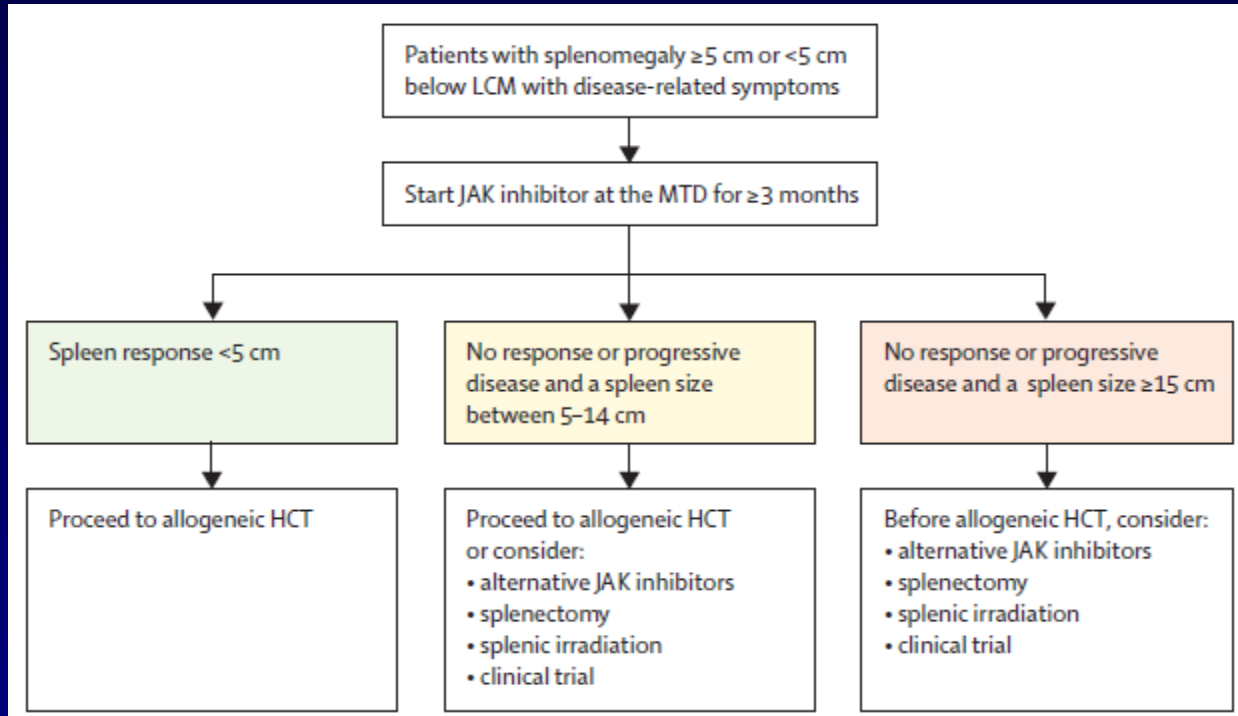 Patients with splenomegaly ≥5 cm or <5 cm
below LCM with disease-related symptoms
Start JAK inhibitor at the MTD for ≥3 months
Spleen response <5 cm
No response or progressive
disease and a spleen size
between 5–14 cm
No response or progressive
disease and a spleen size ≥15 cm
Proceed to allogeneic HCT
Proceed to allogeneic HCT
or consider:
• alternative JAK inhibitors
• splenectomy
• splenic irradiation
• clinical trial
Before allogeneic HCT, consider:
• alternative JAK inhibitors
• splenectomy
• splenic irradiation
• clinical trial